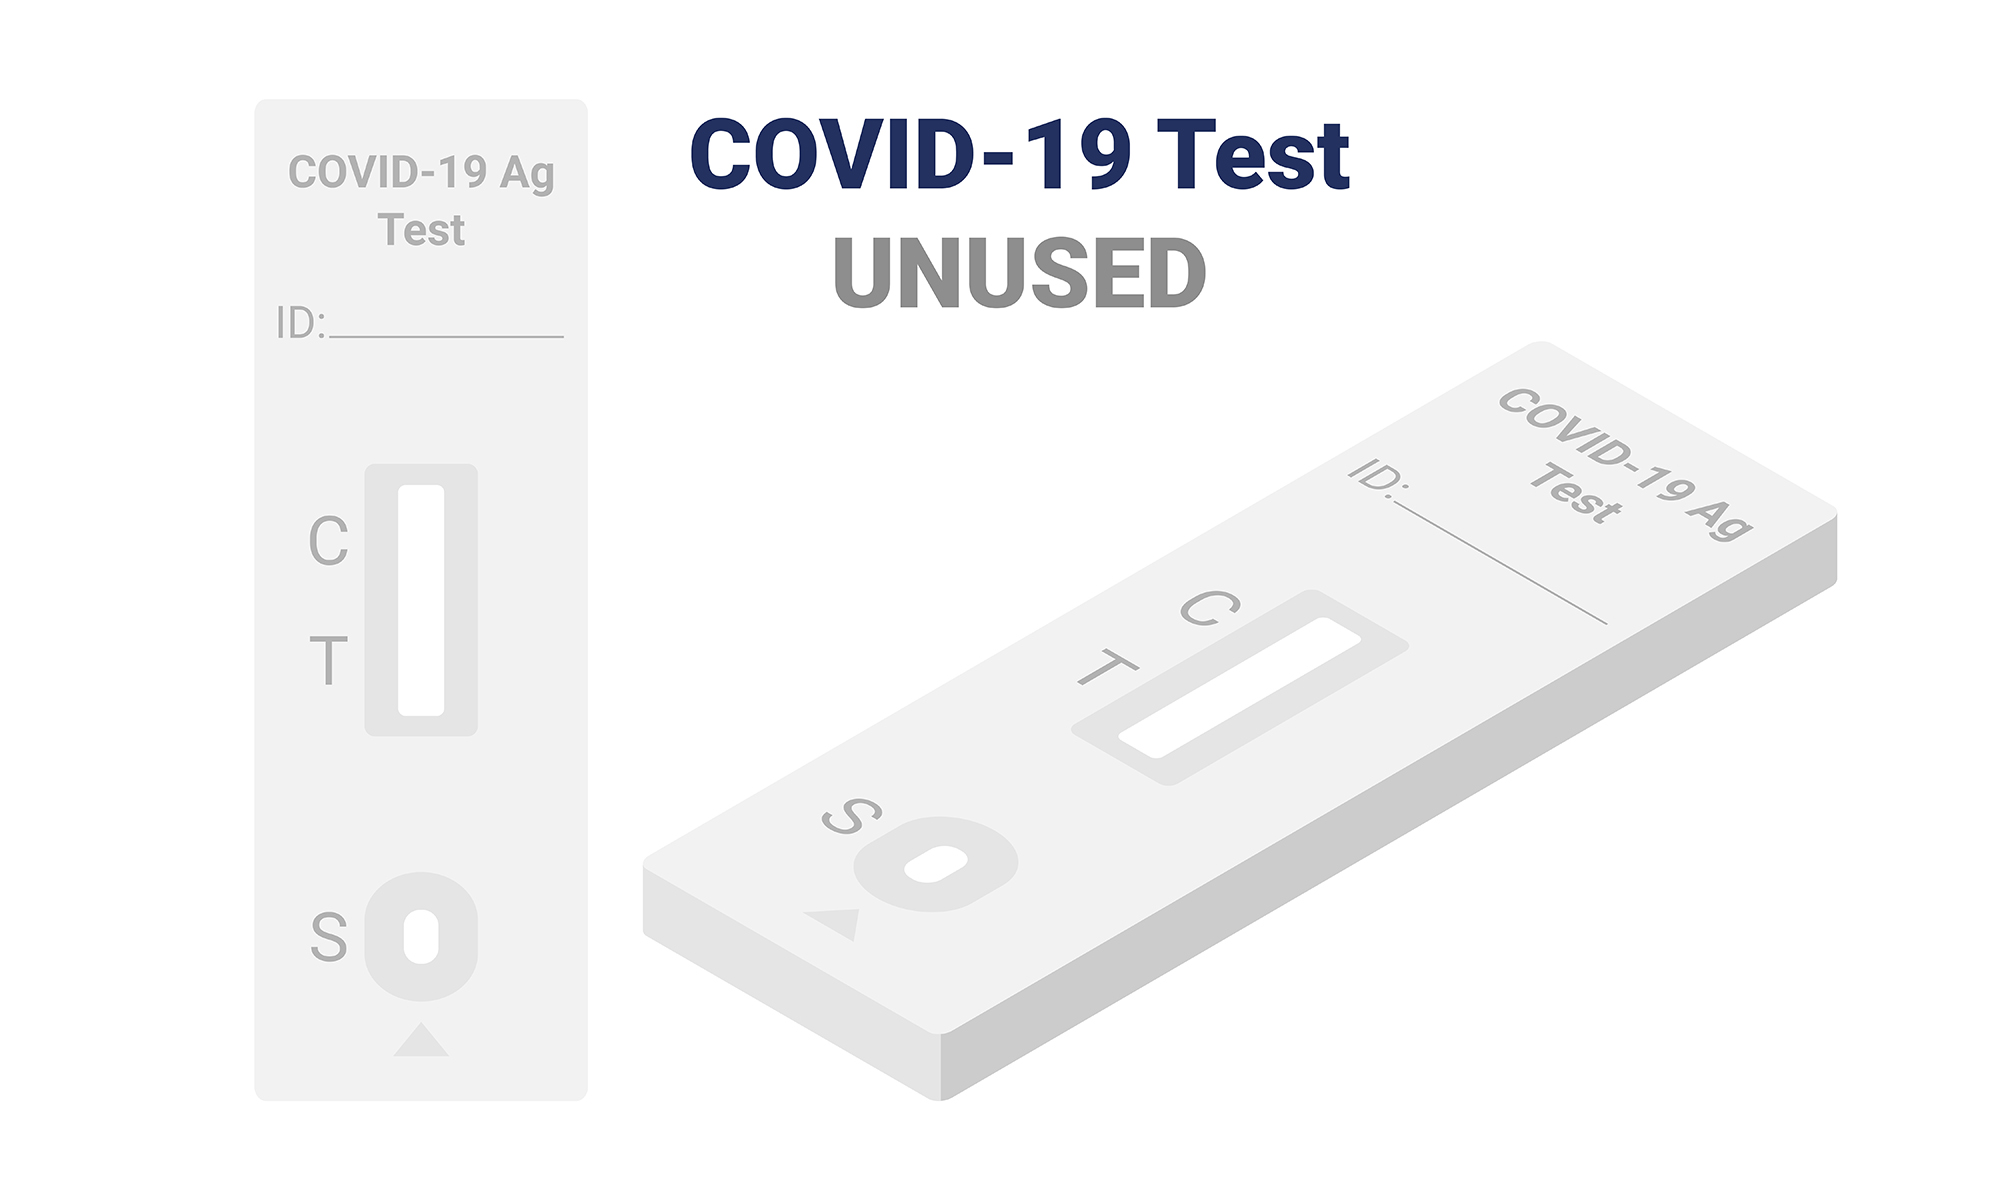 COVID-19 Test
UNUSED
COVID-19 Ag
Test
ID:
C
T
S
COVID-19 Ag
Test
ID:
C
T
S